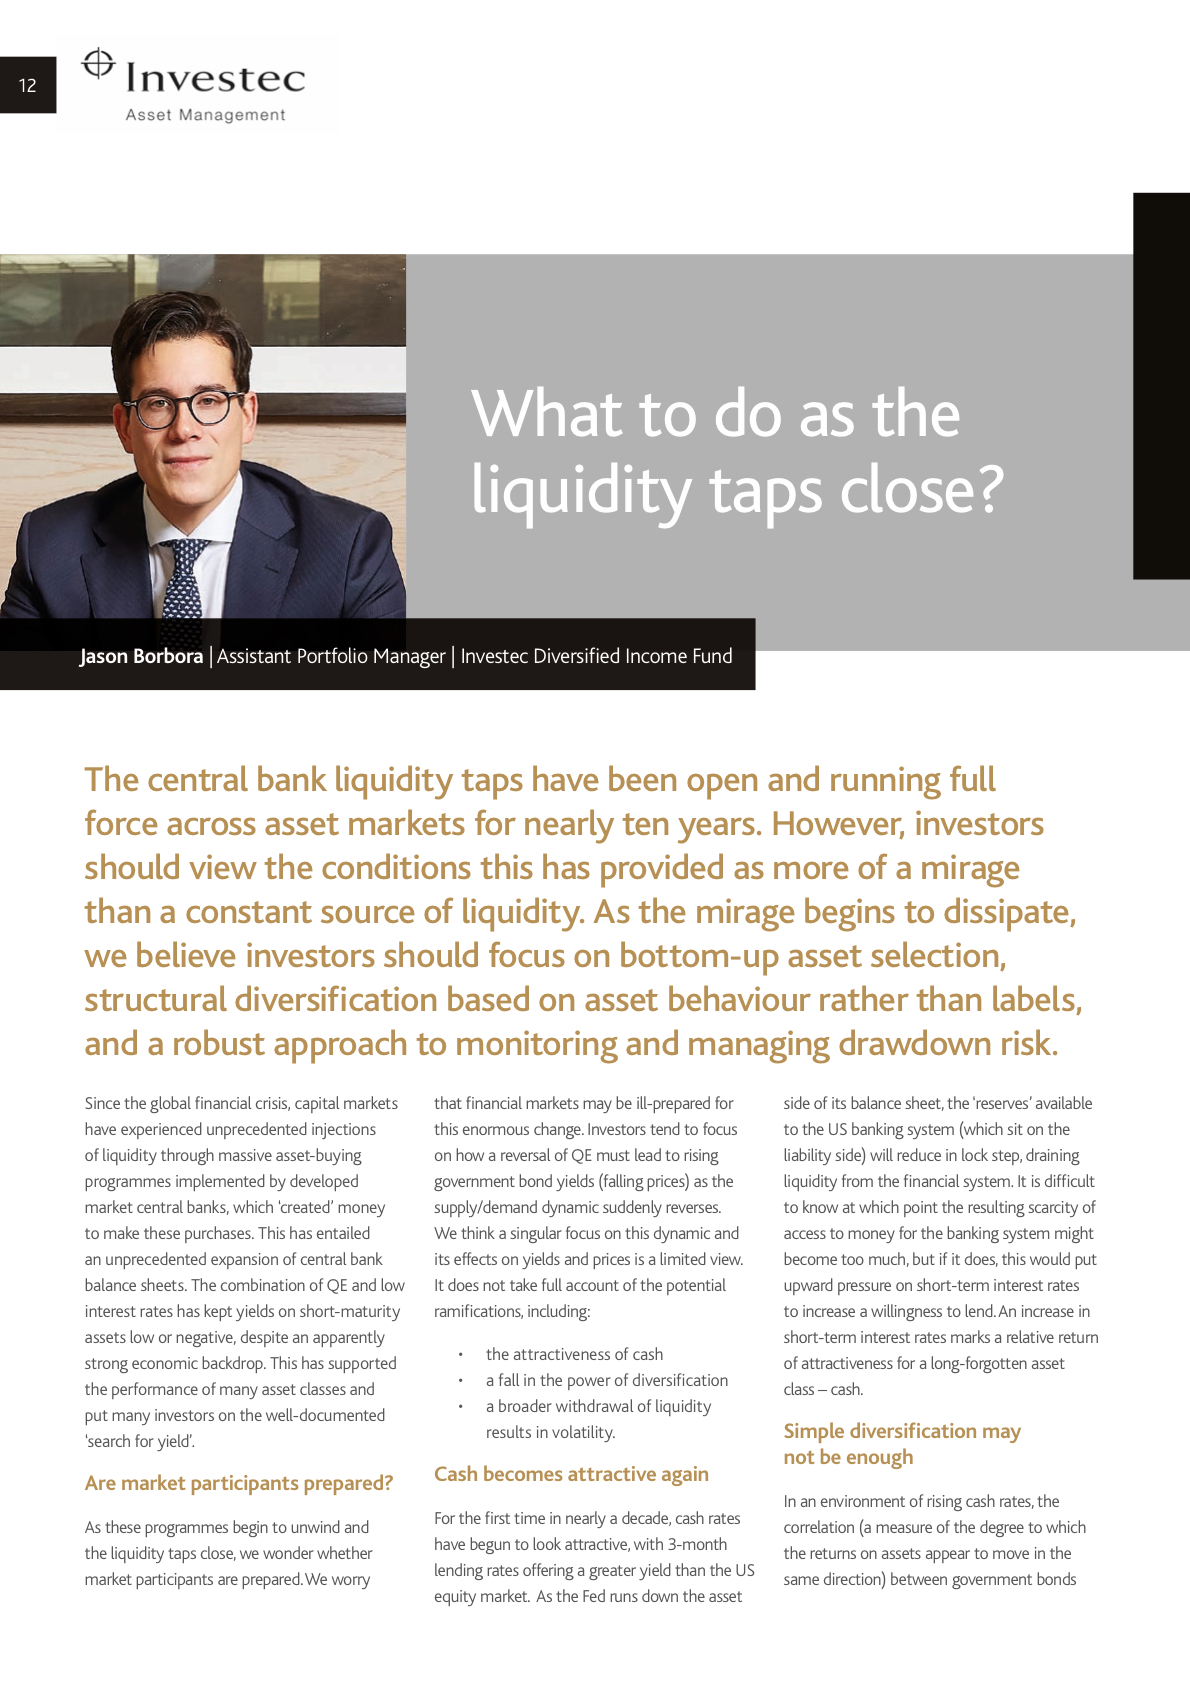 12
Investec
Asset Management
What to do as the
liquidity taps close?
Jason Borbora | Assistant Portfolio Manager | Investec Diversified Income Fund
The central bank liquidity taps have been open and running full
force across asset markets for nearly ten years. However, investors
should view the conditions this has provided as more of a mirage
than a constant source of liquidity. As the mirage begins to dissipate,
we believe investors should focus on bottom-up asset selection,
structural diversification based on asset behaviour rather than labels,
and a robust approach to monitoring and managing drawdown risk.
Since the global financial crisis, capital markets
have experienced unprecedented injections
of liquidity through massive asset-buying
programmes implemented by developed
market central banks, which ‘created’ money
to make these purchases. This has entailed
an unprecedented expansion of central bank
balance sheets. The combination of QE and low
interest rates has kept yields on short-maturity
assets low or negative, despite an apparently
strong economic backdrop. This has supported
the performance of many asset classes and
put many investors on the well-documented
‘search for yield’.
Are market participants prepared?
As these programmes begin to unwind and
the liquidity taps close, we wonder whether
market participants are prepared. We worry
that financial markets may be ill-prepared for
this enormous change. Investors tend to focus
on how a reversal of QE must lead to rising
government bond yields (falling prices) as the
supply/demand dynamic suddenly reverses.
We think a singular focus on this dynamic and
its effects on yields and prices is a limited view.
It does not take full account of the potential
ramifications, including:
• the attractiveness of cash
• a fall in the power of diversification
• a broader withdrawal of liquidity
results in volatility.
Cash becomes attractive again
For the first time in nearly a decade, cash rates
have begun to look attractive, with 3-month
lending rates offering a greater yield than the US
equity market. As the Fed runs down the asset
side of its balance sheet, the ‘reserves’ available
to the US banking system (which sit on the
liability side) will reduce in lock step, draining
liquidity from the financial system. It is difficult
to know at which point the resulting scarcity of
access to money for the banking system might
become too much, but if it does, this would put
upward pressure on short-term interest rates
to increase a willingness to lend. An increase in
short-term interest rates marks a relative return
of attractiveness for a long-forgotten asset
class – cash.
Simple diversification may
not be enough
In an environment of rising cash rates, the
correlation (a measure of the degree to which
the returns on assets appear to move in the
same direction) between government bonds